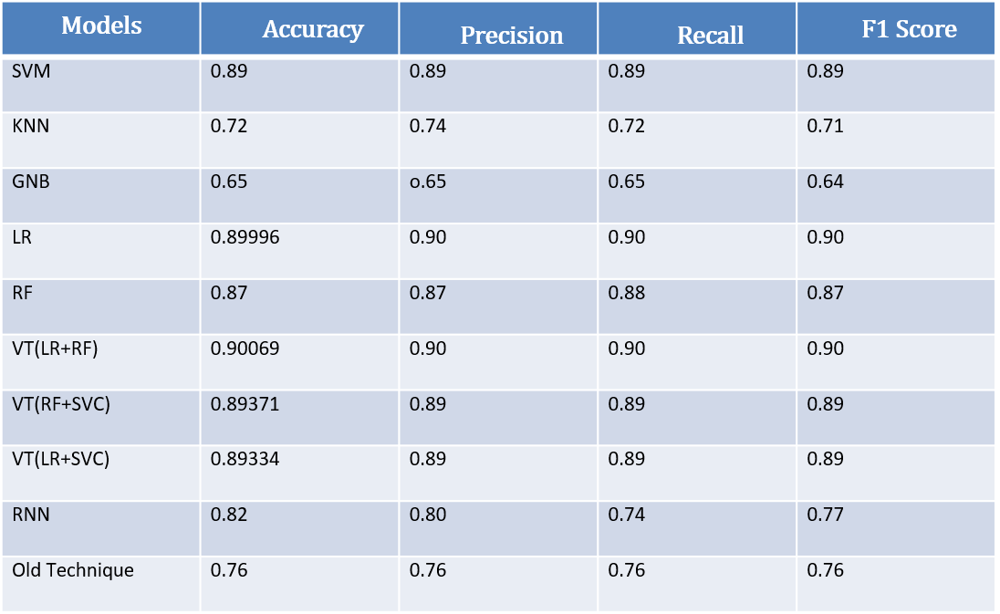 Models Accuracy Precision Recall F1 Score
SVM 0.89 0.89 0.89 0.89
KNN 0.72 0.74 0.72 0.71
GNB 0.65 o.65 0.65 0.64
LR 0.89996 0.90 0.90 0.90
RF 0.87 0.87 0.88 0.87
VT(LR+RF) 0.90069 0.90 0.90 0.90
VT(RF+SVC) 0.89371 0.89 0.89 0.89
VT(LR+SVC) 0.89334 0.89 0.89 0.89
RNN 0.82 0.80 0.74 0.77
Old Technique 0.76 0.76 0.76 0.76